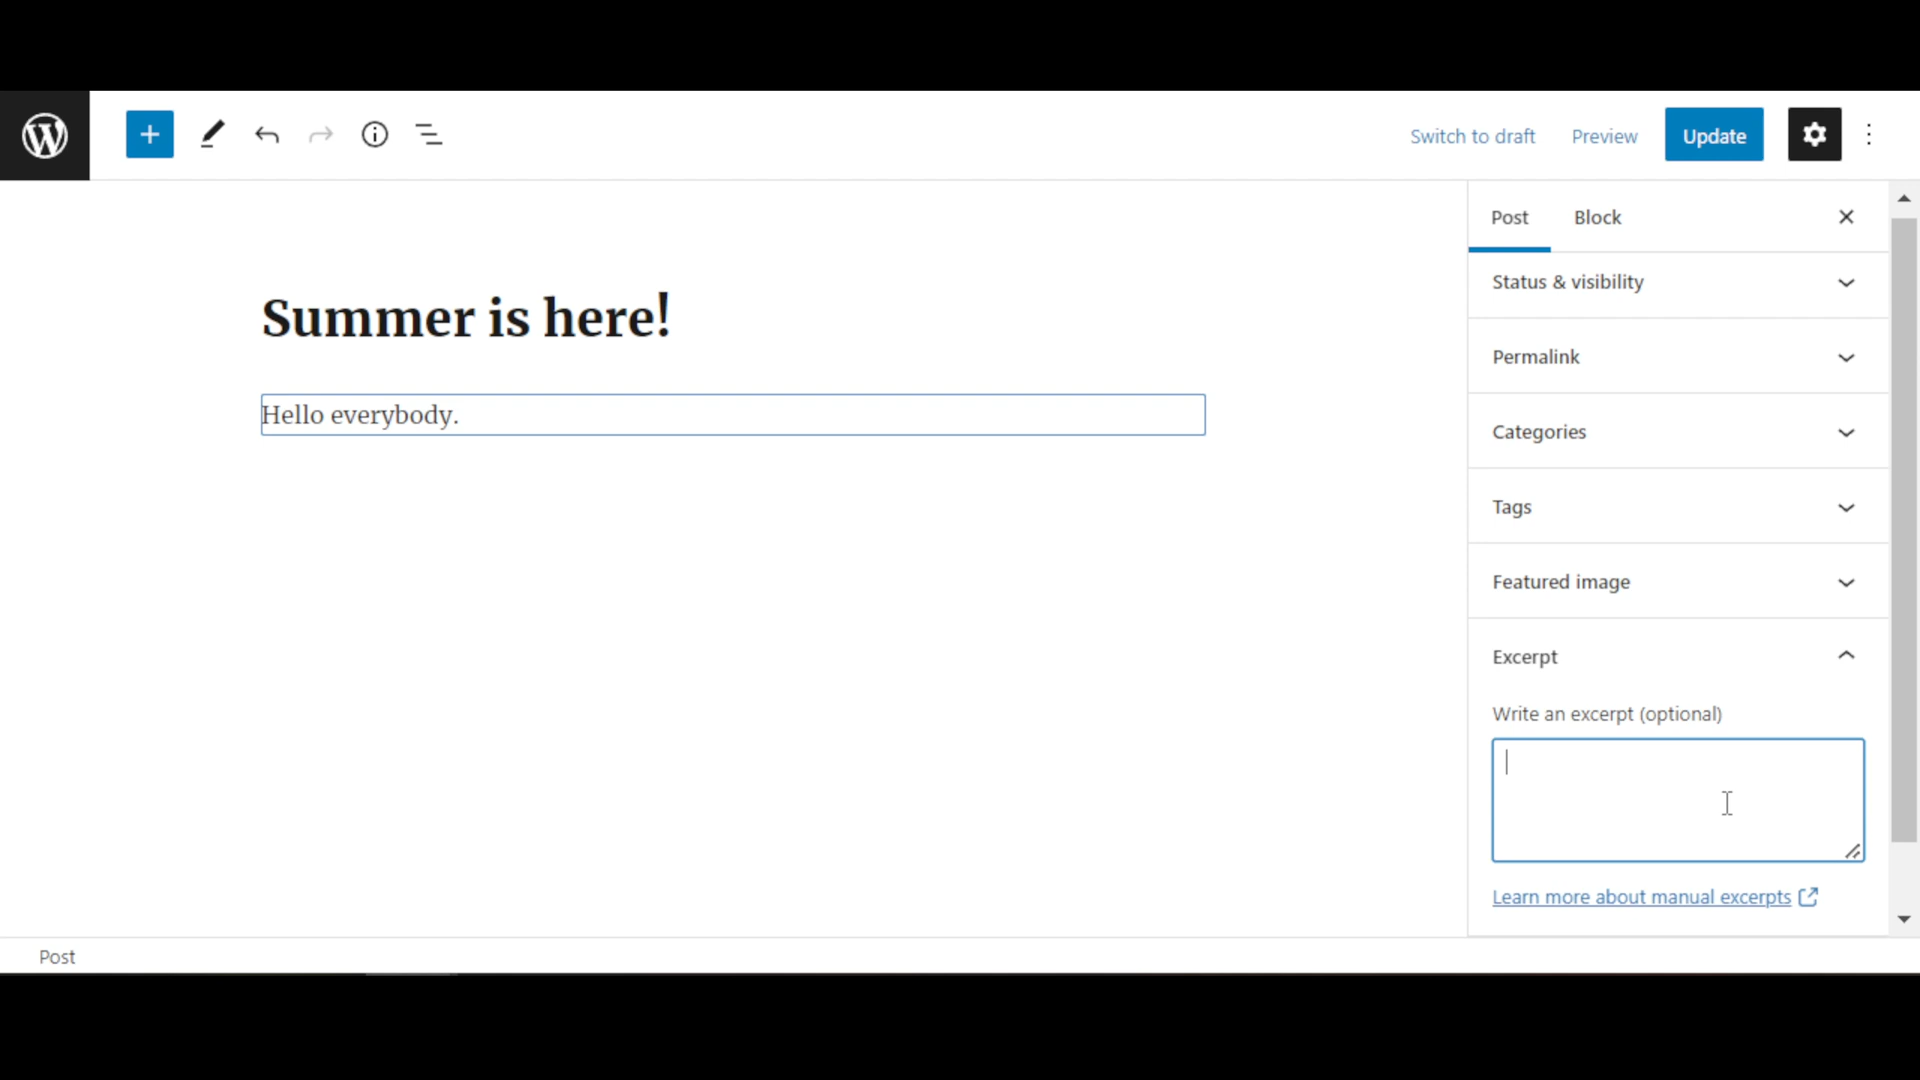 Switch to draft
Preview
Update
Post
Block
Summer is here!
Hello everybody.
Status & visibility
Permalink
Categories
Tags
Featured image
Excerpt
Write an excerpt (optional)
Learn more about manual excerpts
Post